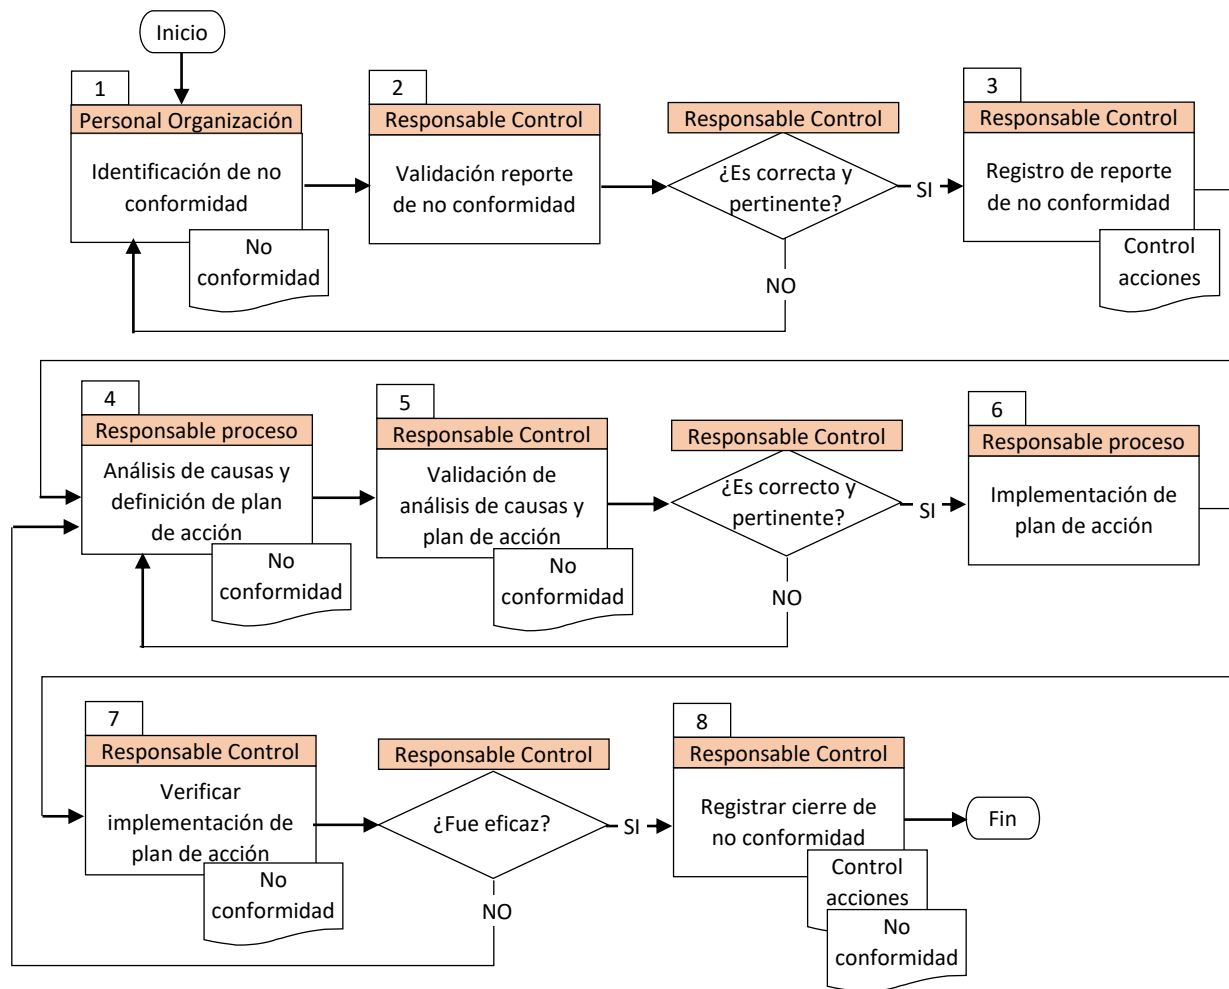 Inicio
1
Personal Organización
Identificación de no
conformidad
No
conformidad
2
Responsable Control
Validación reporte
de no conformidad
Responsable Control
¿Es correcta y
pertinente?
SI
NO
3
Responsable Control
Registro de reporte
de no conformidad
Control
acciones
4
Responsable proceso
Análisis de causas y
definición de plan
de acción
No
conformidad
5
Responsable Control
Validación de
análisis de causas y
plan de acción
No
conformidad
Responsable Control
¿Es correcto y
pertinente?
SI
NO
6
Responsable proceso
Implementación de
plan de acción
7
Responsable Control
Verificar
implementación de
plan de acción
No
conformidad
Responsable Control
¿Fue eficaz?
SI
NO
8
Responsable Control
Registrar cierre de
no conformidad
Control
acciones
No
conformidad
Fin